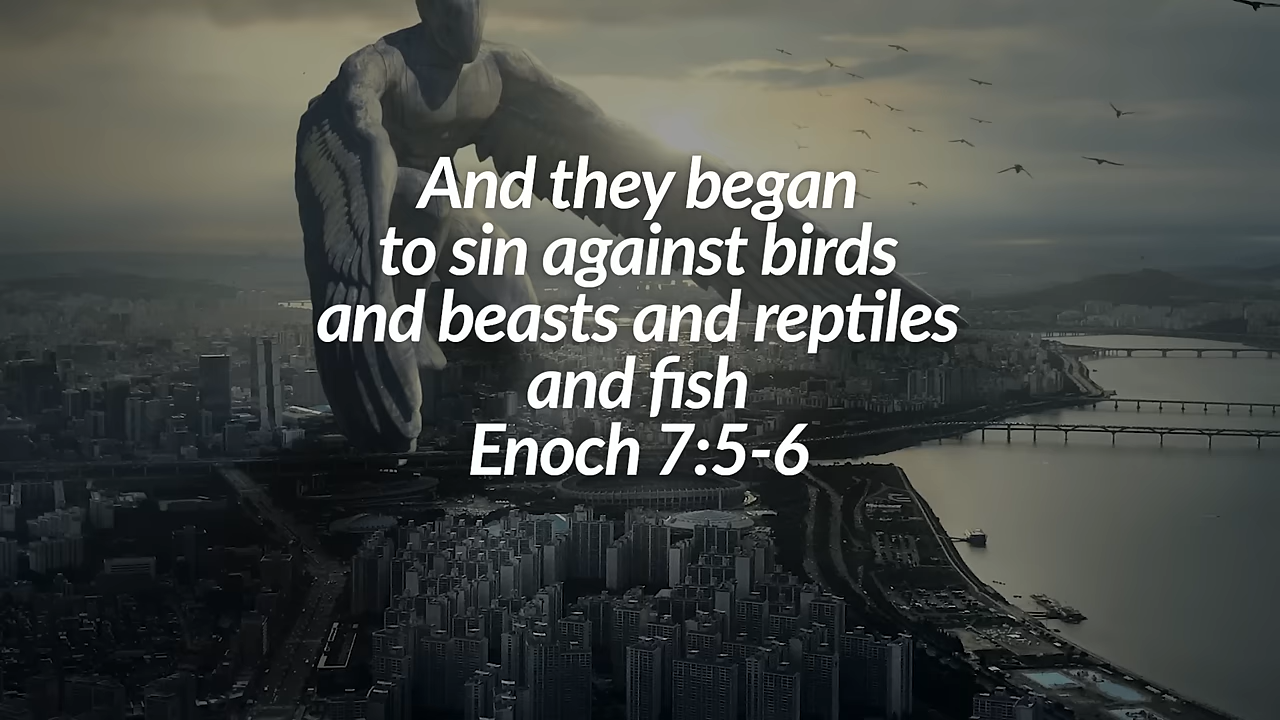 And they began
to sin against birds
and beasts and reptiles
and fish
Enoch 7:5-6